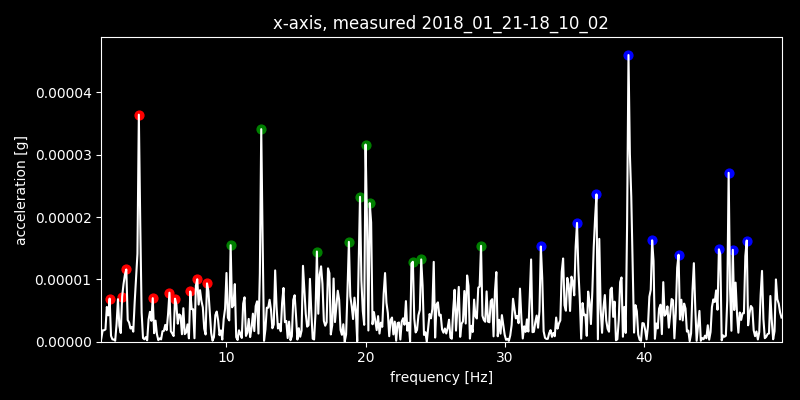 x-axis, measured 2018_01_21-18_10_02
acceleration [g]
0.00004
0.00003
0.00002
0.00001
0.00000
10 20 30 40
frequency [Hz]